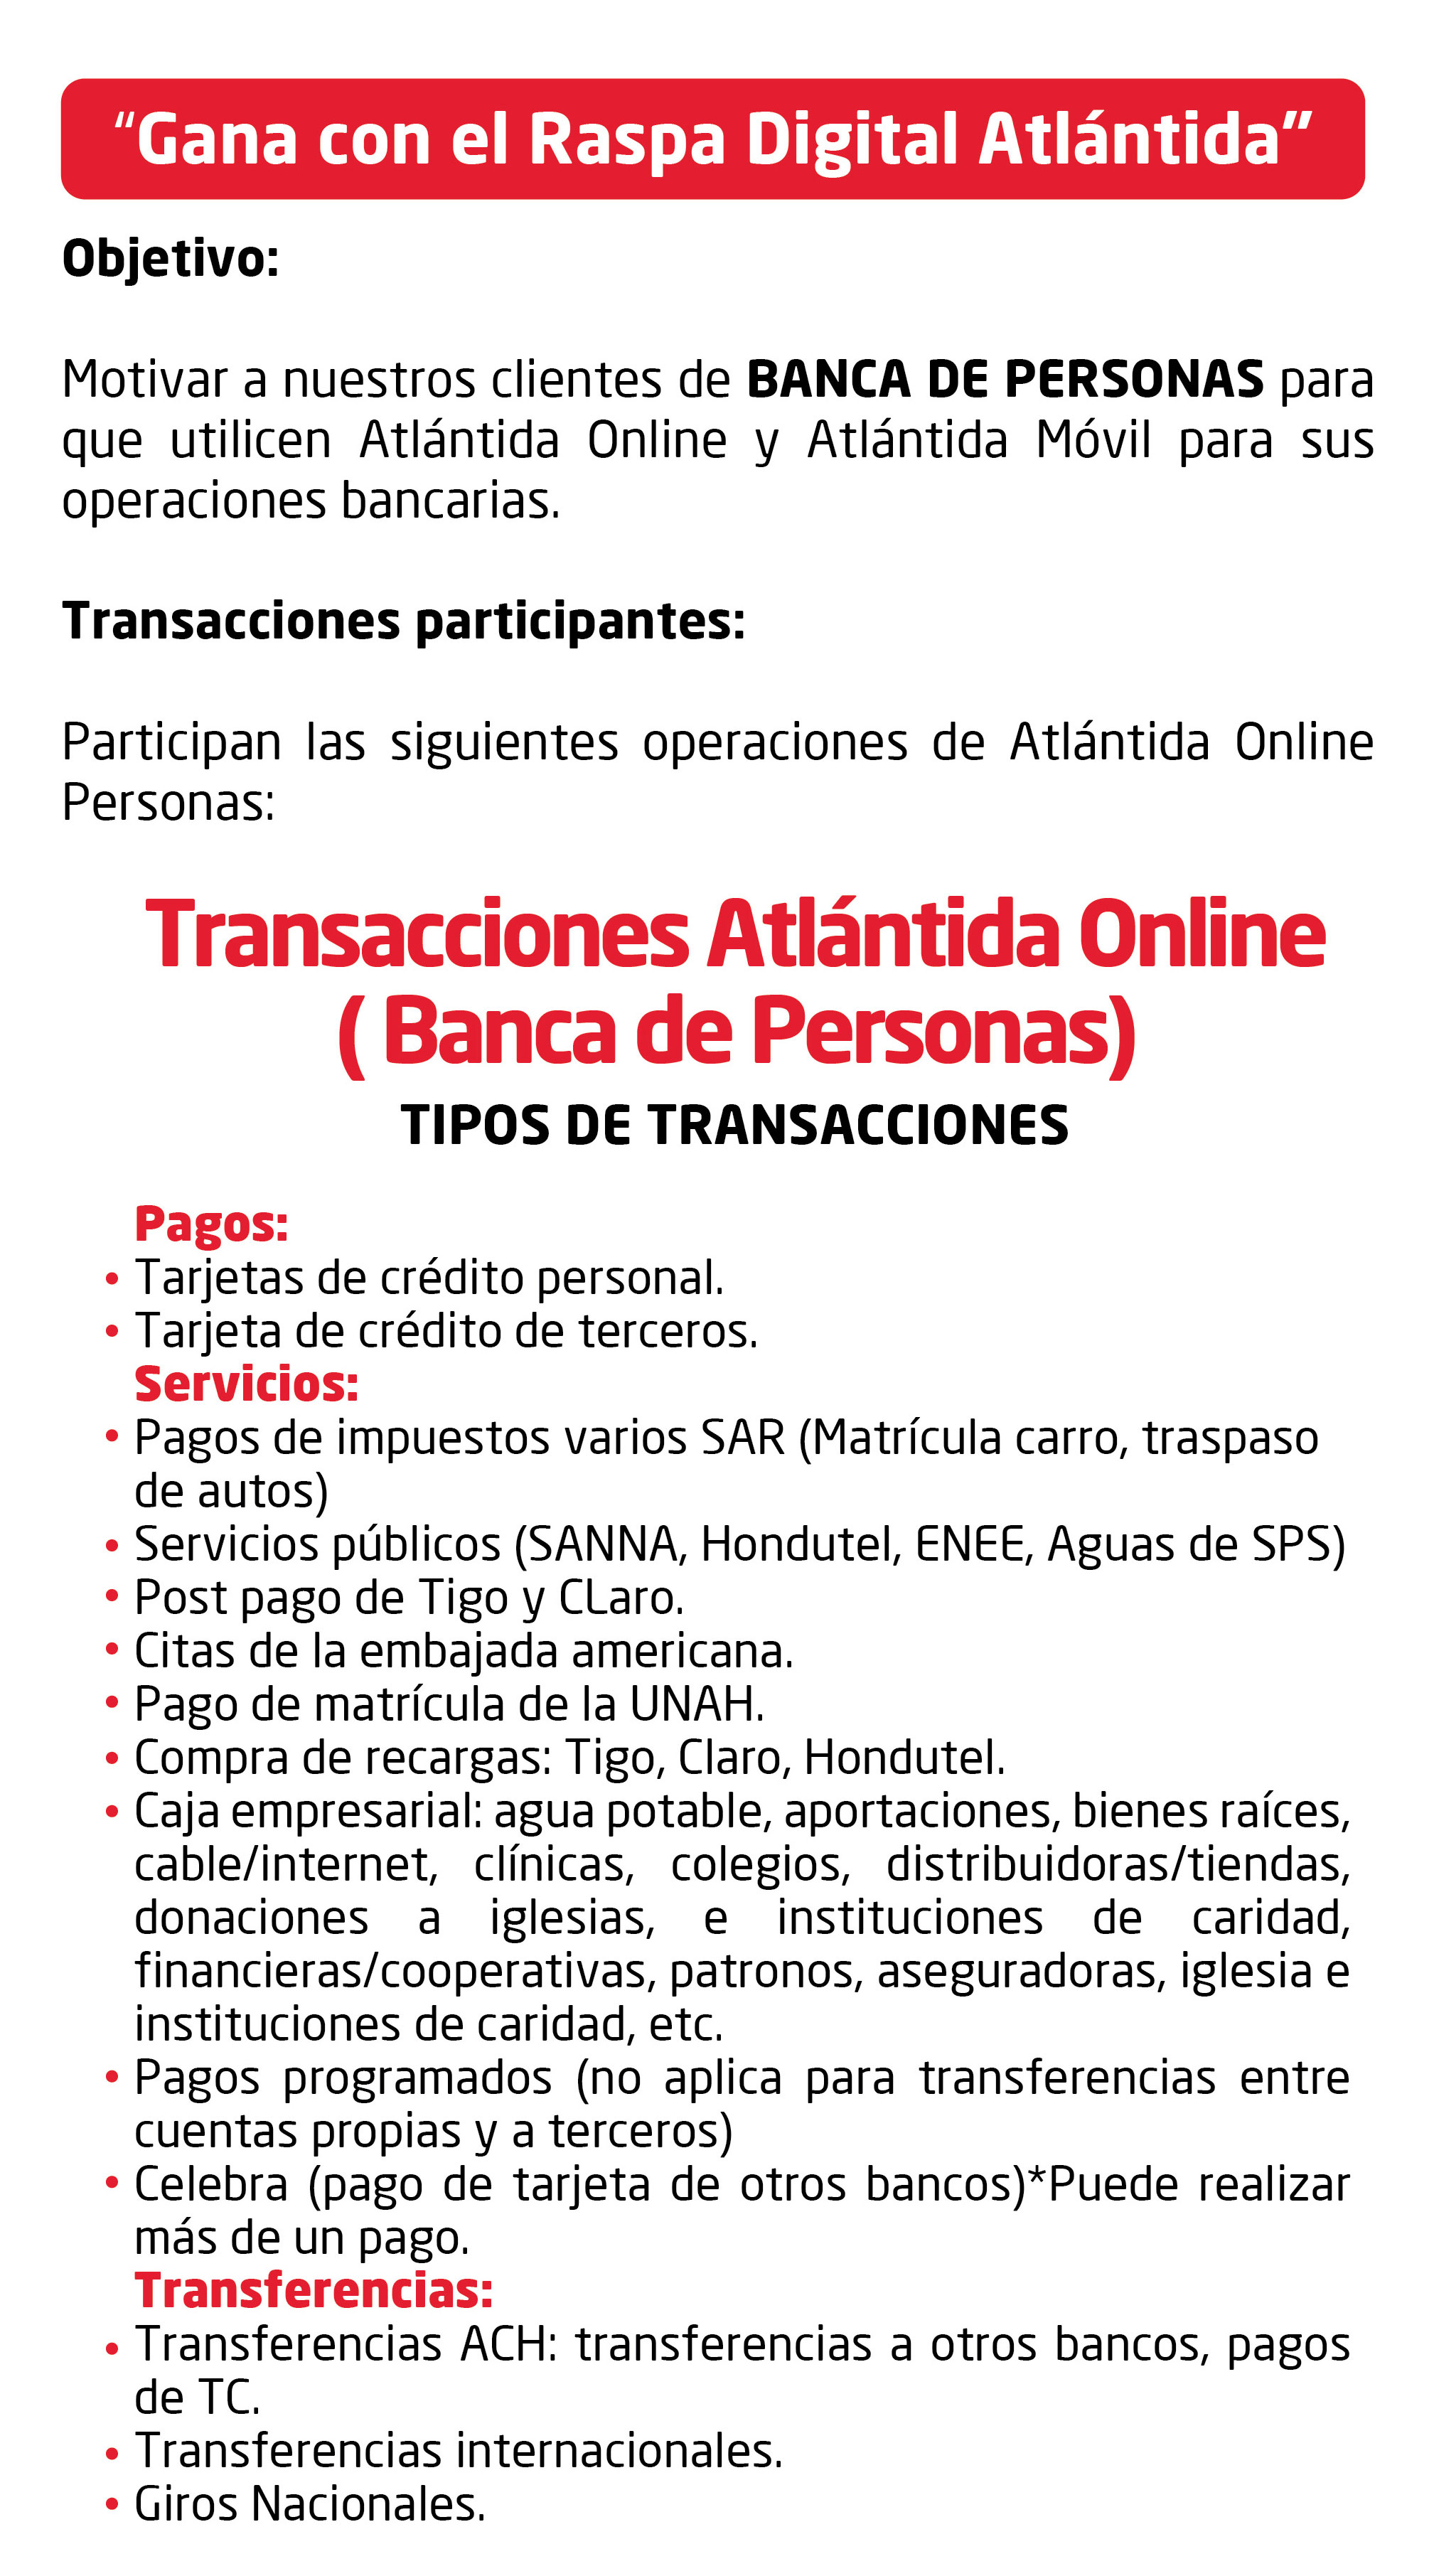 “Gana con el Raspa Digital Atlántida”
Objetivo:
Motivar a nuestros clientes de BANCA DE PERSONAS para
que utilicen Atlántida Online y Atlántida Móvil para sus
operaciones bancarias.
Transacciones participantes:
Participan las siguientes operaciones de Atlántida Online
Personas:
Transacciones Atlántida Online
( Banca de Personas)
TIPOS DE TRANSACCIONES
Pagos:
• Tarjetas de crédito personal.
• Tarjeta de crédito de terceros.
Servicios:
• Pagos de impuestos varios SAR (Matrícula carro, traspaso
de autos)
• Servicios públicos (SANNA, Hondutel, ENEE, Aguas de SPS)
• Post pago de Tigo y CLaro.
• Citas de la embajada americana.
• Pago de matrícula de la UNAH.
• Compra de recargas: Tigo, Claro, Hondutel.
• Caja empresarial: agua potable, aportaciones, bienes raíces,
cable/internet, clínicas, colegios, distribuidoras/tiendas,
donaciones a iglesias, e instituciones de caridad,
financieras/cooperativas, patronos, aseguradoras, iglesia e
instituciones de caridad, etc.
• Pagos programados (no aplica para transferencias entre
cuentas propias y a terceros)
• Celebra (pago de tarjeta de otros bancos)*Puede realizar
más de un pago.
Transferencias:
• Transferencias ACH: transferencias a otros bancos, pagos
de TC.
• Transferencias internacionales.
• Giros Nacionales.